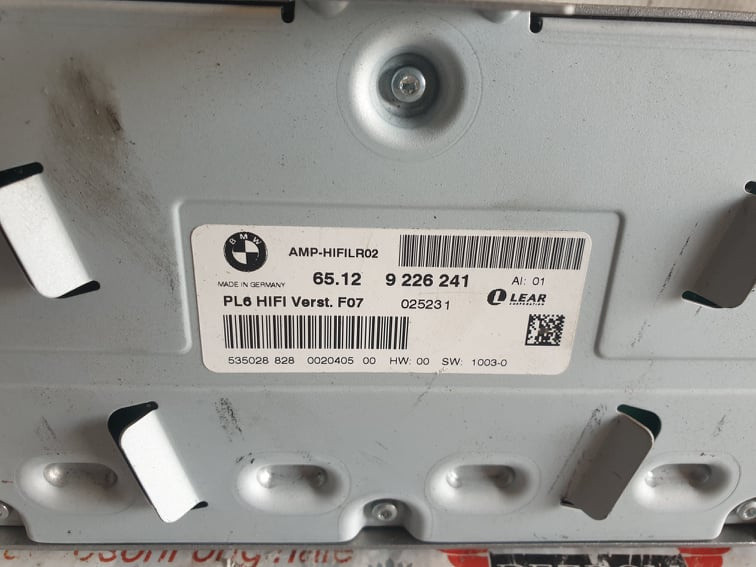 BMW
AMP-HIFILR02
MADE IN GERMANY
65.12 9 226 241 AI: 01
PL6 HIFI Verst. F07 025231 LEAR
CORPORATION
535028 828 0020405 00 HW: 00 SW: 1003-0